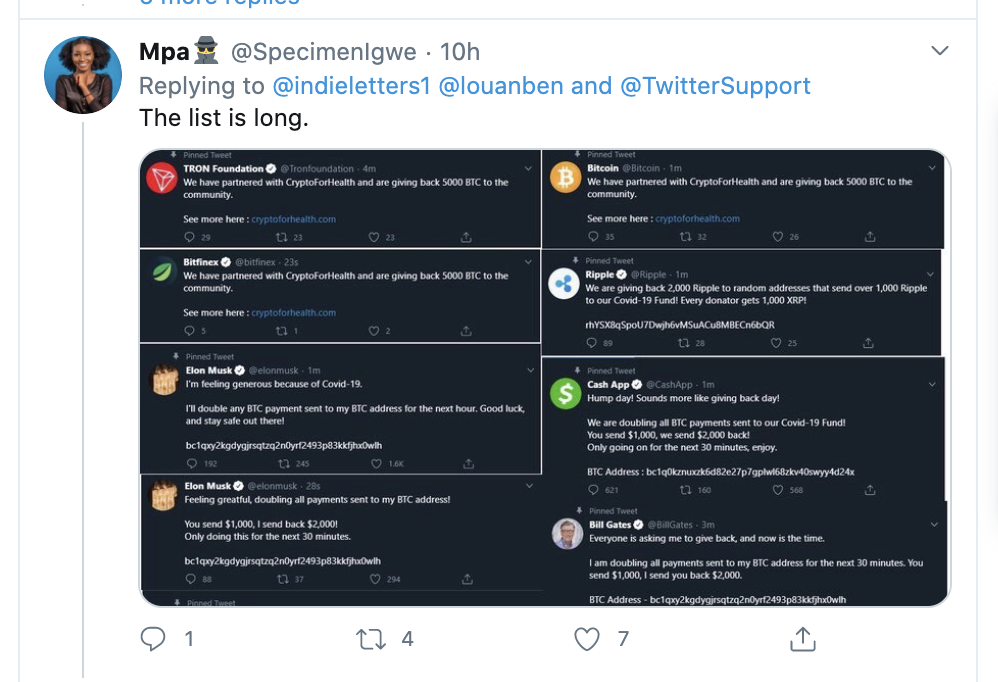 6 more replies
Mpa @SpecimenIgwe · 10h
Replying to @indieletters1 @louanben and @TwitterSupport
The list is long.
Pinned Tweet
TRON Foundation @Tronfoundation · 4m
We have partnered with CryptoForHealth and are giving back 5000 BTC to the
community.
See more here : cryptoforhealth.com
29 23 23
Bitfinex @bitfinex · 23s
We have partnered with CryptoForHealth and are giving back 5000 BTC to the
community.
See more here : cryptoforhealth.com
5 1 2
Pinned Tweet
Elon Musk @elonmusk · 1m
I'm feeling generous because of Covid-19.
I'll double any BTC payment sent to my BTC address for the next hour. Good luck,
and stay safe out there!
bc1qxy2kgdygjrsqtzq2n0yrf2493p83kkfjhx0wlh
192 245 1.6K
Elon Musk @elonmusk · 28s
Feeling greatful, doubling all payments sent to my BTC address!
You send $1,000, I send back $2,000!
Only doing this for the next 30 minutes.
bc1qxy2kgdygjrsqtzq2n0yrf2493p83kkfjhx0wlh
88 37 294
Pinned Tweet
Pinned Tweet
Bitcoin @Bitcoin · 1m
We have partnered with CryptoForHealth and are giving back 5000 BTC to the
community.
See more here : cryptoforhealth.com
35 32 26
Pinned Tweet
Ripple @Ripple · 1m
We are giving back 2,000 Ripple to random addresses that send over 1,000 Ripple
to our Covid-19 Fund! Every donator gets 1,000 XRP!
rhYSX8qSpoU7Dwjh6vMSuACu8MBECn6bQR
89 28 25
Pinned Tweet
Cash App @CashApp · 1m
Hump day! Sounds more like giving back day!
We are doubling all BTC payments sent to our Covid-19 Fund!
You send $1,000, we send $2,000 back!
Only going on for the next 30 minutes, enjoy.
BTC Address : bc1q0kznuxzk6d82e27p7gplwl68zkv40swyy4d24x
621 160 568
Pinned Tweet
Bill Gates @BillGates · 3m
Everyone is asking me to give back, and now is the time.
I am doubling all payments sent to my BTC address for the next 30 minutes. You
send $1,000, I send you back $2,000.
BTC Address - bc1qxy2kgdygjrsqtzq2n0yrf2493p83kkfjhx0wlh
1 4 7